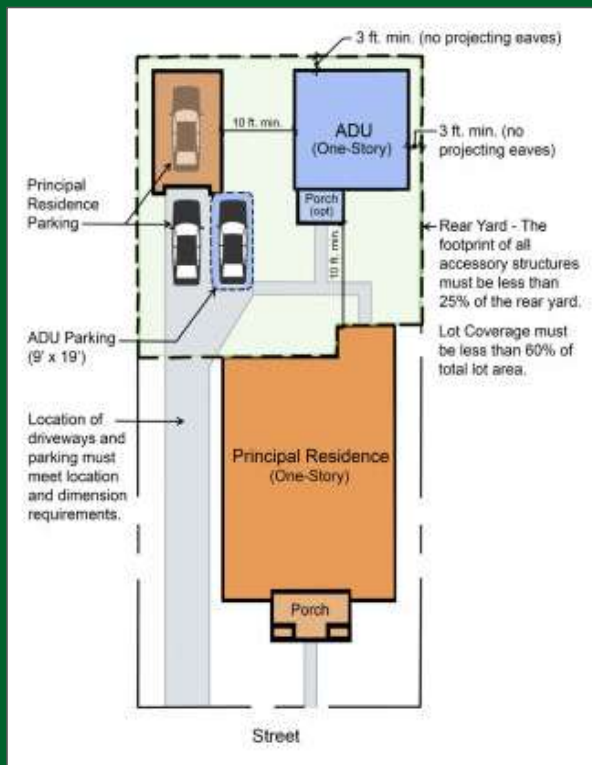 3 ft. min. (no projecting eaves)
10 ft. min.
ADU
(One-Story)
3 ft. min. (no
projecting eaves)
Principal
Residence
Parking
Porch
(opt)
10 ft. min.
Rear Yard - The
footprint of all
accessory structures
must be less than
25% of the rear yard.
Lot Coverage must
be less than 60% of
total lot area.
ADU Parking
(9' x 19')
Location of
driveways and
parking must
meet location
and dimension
requirements.
Principal Residence
(One-Story)
Porch
Street